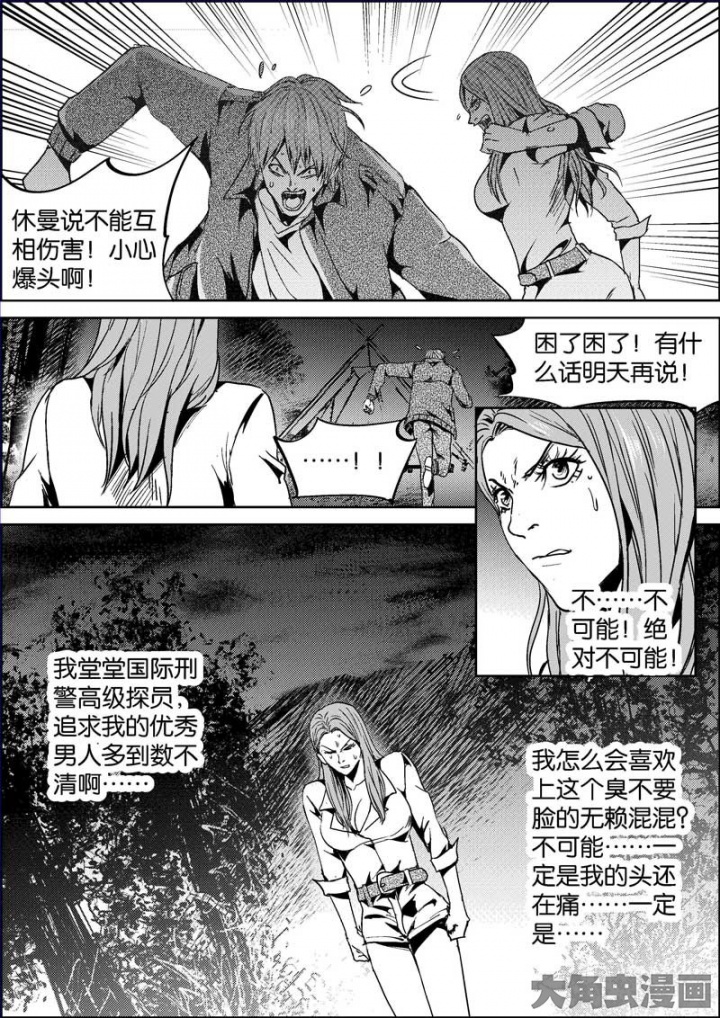 休曼说不能互
相伤害！小心
爆头啊！
困了困了！有什
么话明天再说！
……！！
不……不
可能！绝
对不可能！
我堂堂国际刑
警高级探员，
追求我的优秀
男人多到数不
清啊……
我怎么会喜欢
上这个臭不要
脸的无赖混混？
不可能……一
定是我的头还
在痛……一定
是……
大角虫漫画